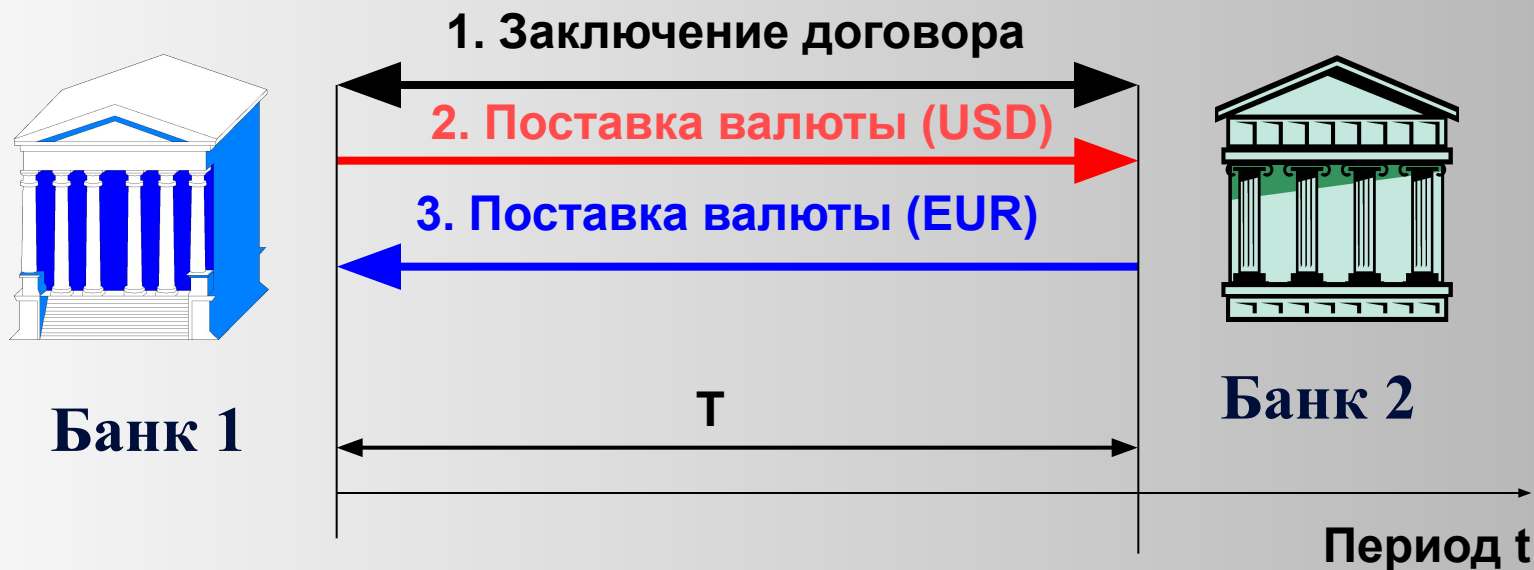 1. Заключение договора
2. Поставка валюты (USD)
3. Поставка валюты (EUR)
Банк 1
T
Банк 2
Период t